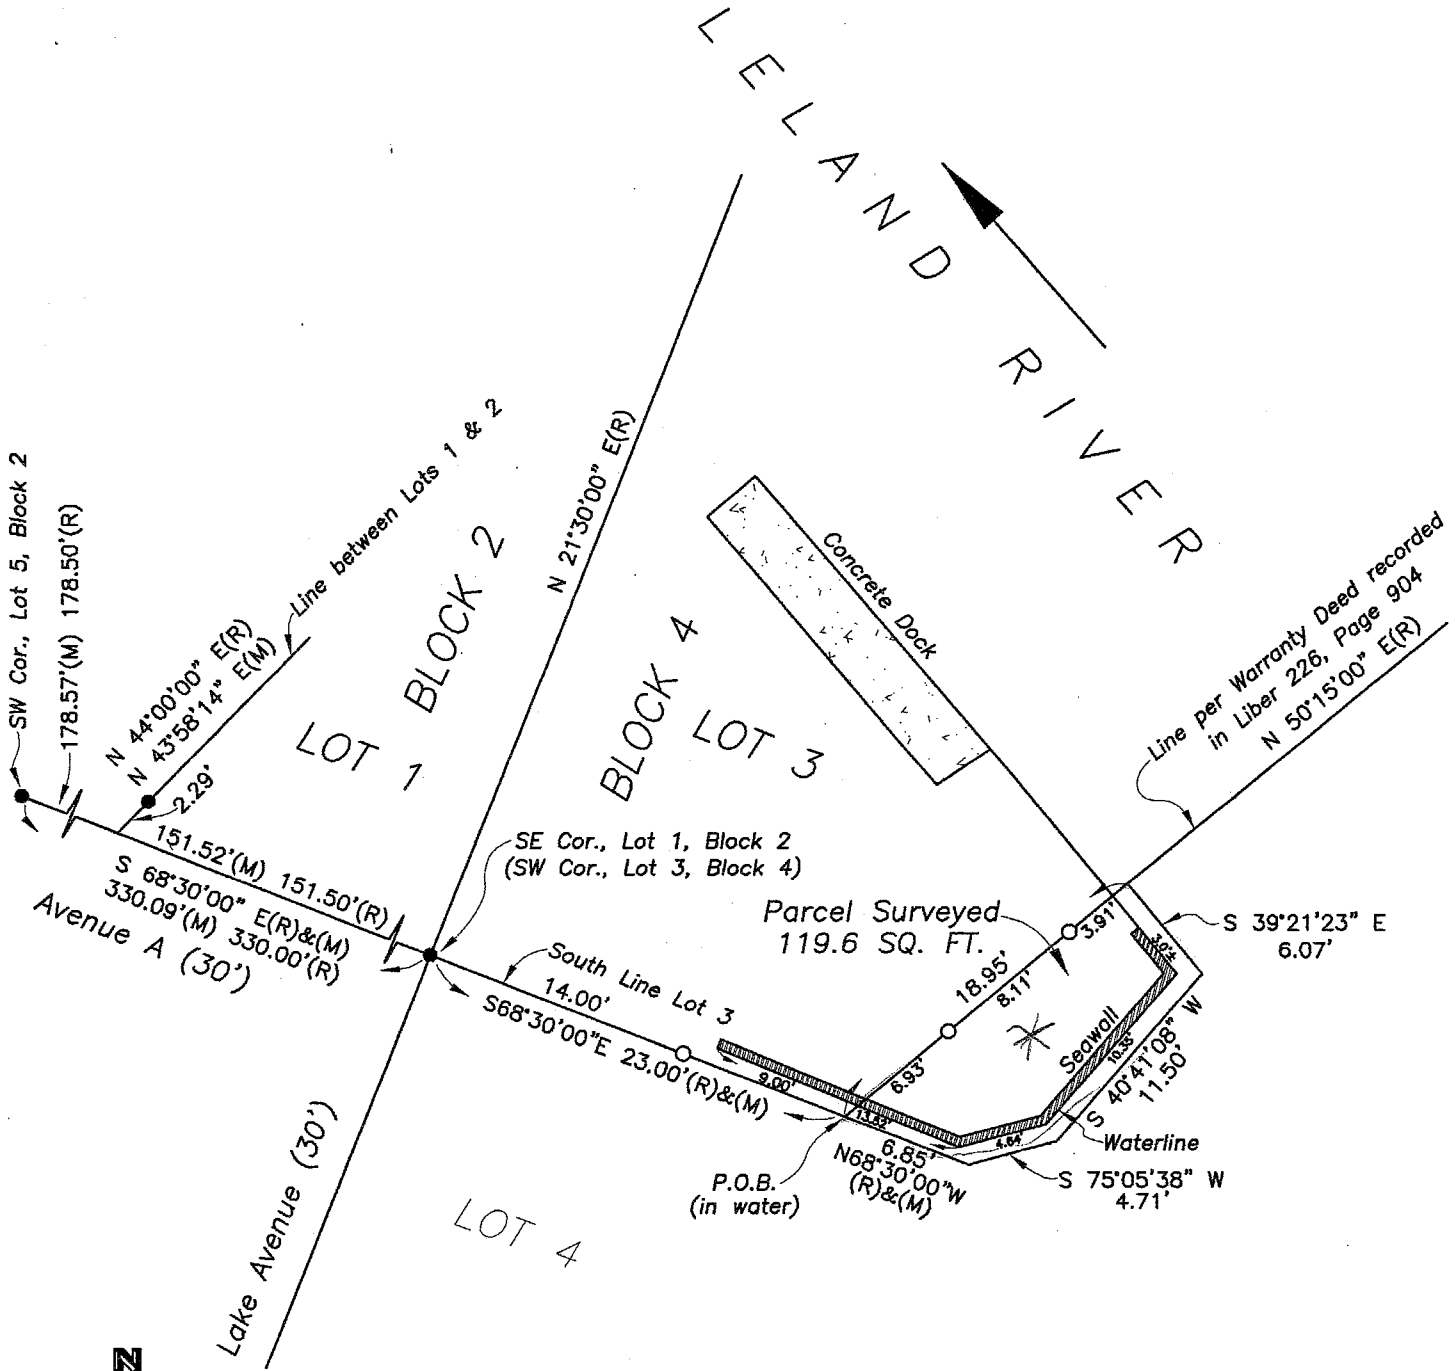 LELAND RIVER
SW Cor., Lot 5, Block 2
178.57'(M) 178.50'(R)
N 44°00'00" E(R)
N 43°58'14" E(M)
Line between Lots 1 & 2
2.29'
LOT 1
BLOCK 2
N 21°30'00" E(R)
BLOCK 4
LOT 3
Concrete Dock
Line per Warranty Deed recorded
in Liber 226, Page 904
N 50°15'00" E(R)
151.52'(M) 151.50'(R)
S 68°30'00" E(R)&(M)
330.09'(M) 330.00'(R)
Avenue A (30')
SE Cor., Lot 1, Block 2
(SW Cor., Lot 3, Block 4)
Parcel Surveyed
119.6 SQ. FT.
3.91'
S 39°21'23" E
6.07'
South Line Lot 3
14.00'
S68°30'00"E 23.00'(R)&(M)
18.95'
8.11'
6.93'
9.00'
13.82'
Seawall
10.35'
S 40°41'08" W
11.50'
4.64'
Waterline
S 75°05'38" W
4.71'
6.85'
N68°30'00"W
(R)&(M)
P.O.B.
(in water)
LOT 4
Lake Avenue (30')
N